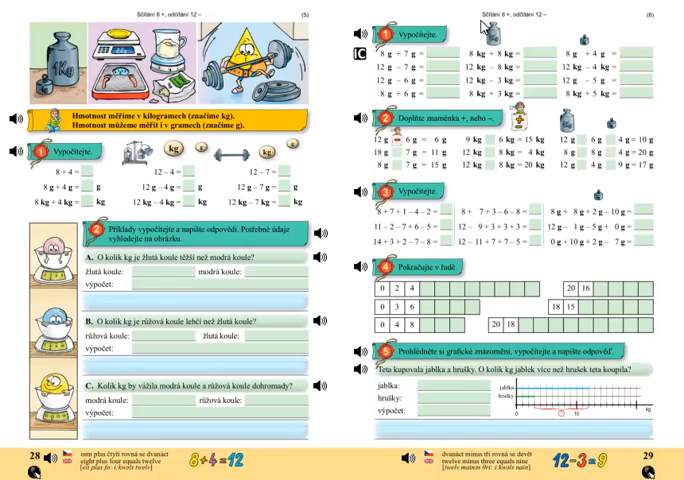 Sčítání 8 +, odčítání 12 –
(5)
1Kg
Hmotnost měříme v kilogramech (značíme kg).
Hmotnost můžeme měřit i v gramech (značíme g).
1 Vypočítejte.
kg g kg g
8 + 4 = 12 – 4 = 12 – 7 =
8 g + 4 g = g 12 g – 4 g = g 12 g – 7 g = g
8 kg + 4 kg = kg 12 kg – 4 kg = kg 12 kg – 7 kg = kg
2 Příklady vypočítejte a napište odpovědi. Potřebné údaje
vyhledejte na obrázku.
A. O kolik kg je žlutá koule těžší než modrá koule?
žlutá koule: modrá koule:
výpočet:
B. O kolik kg je růžová koule lehčí než žlutá koule?
růžová koule: žlutá koule:
výpočet:
C. Kolik kg by vážila modrá koule a růžová koule dohromady?
modrá koule: růžová koule:
výpočet:
28
osm plus čtyři rovná se dvanáct
eight plus four equals twelve
8+4=12
Sčítání 8 +, odčítání 12 –
(6)
1 Vypočítejte.
8 g + 7 g = 8 kg + 8 kg = 8 g + 4 g =
12 g – 7 g = 12 kg – 8 kg = 12 kg – 4 kg =
12 g – 6 g = 12 kg – 3 kg = 12 g – 5 g =
8 g + 6 g = 8 kg + 3 kg = 8 kg + 5 kg =
2 Doplňte znaménka +, nebo –.
12 g – 6 g = 6 g 9 kg 6 kg = 15 kg 12 g 6 g 4 g = 10 g
18 g 7 g = 11 g 12 kg 8 kg = 4 kg 8 g 8 g 4 g = 20 g
8 g 7 g = 15 g 12 kg 8 kg = 20 kg 12 g 4 g 9 g = 17 g
3 Vypočítejte.
8 + 7 + 1 – 4 – 2 = 8 + 7 + 3 – 6 – 8 = 8 g + 8 g + 2 g – 10 g =
11 – 2 – 7 + 6 – 5 = 12 – 9 + 3 + 3 + 3 = 12 g – 1 g – 5 g + 0 g =
14 + 3 + 2 – 7 – 8 = 12 – 11 + 7 + 7 – 5 = 0 g + 10 g + 2 g – 7 g =
4 Pokračujte v řadě.
0 2 4 20 16
0 3 6 18 15
0 4 8 20 18
5 Prohlédněte si grafické znázornění, vypočítejte a napište odpověď.
Teta kupovala jablka a hrušky. O kolik kg jablek více než hrušek teta koupila?
jablka:
hrušky:
výpočet:
jablka
hrušky
0 ? 10 kg
dvanáct minus tři rovná se devět
twelve minus three equals nine
12–3=9
29